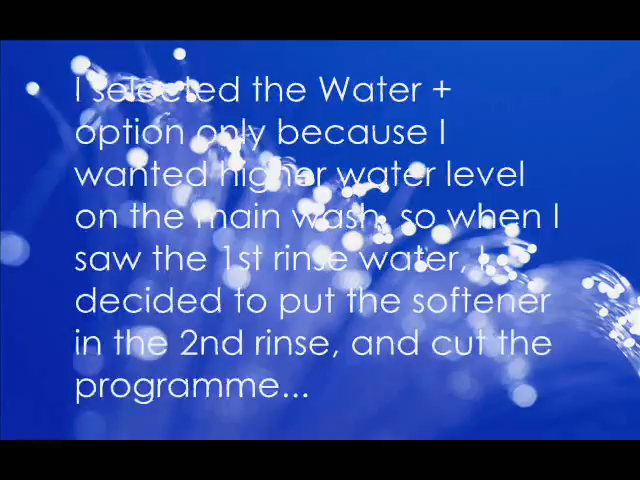 I selected the Water +
option only because I
wanted higher water level
on the main wash, so when I
saw the 1st rinse water, I
decided to put the softener
in the 2nd rinse, and cut the
programme...